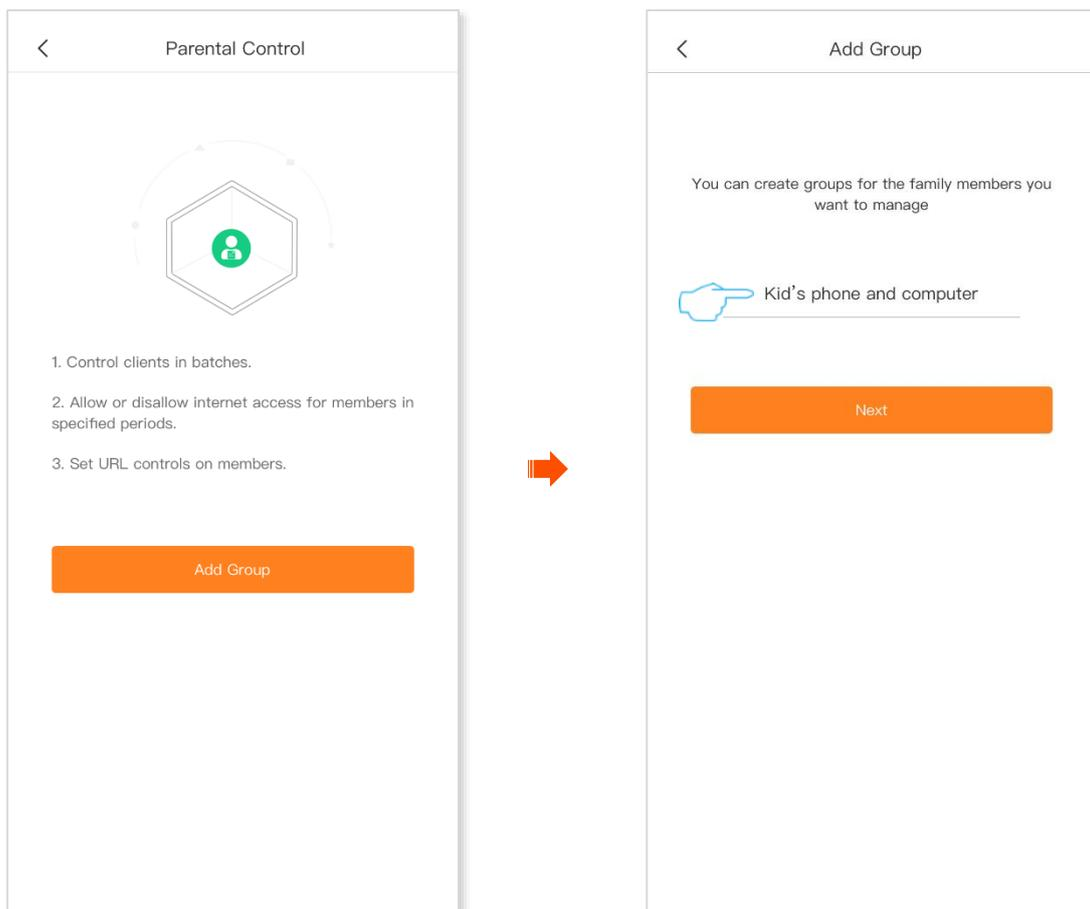 Parental Control
1. Control clients in batches.
2. Allow or disallow internet access for members in
specified periods.
3. Set URL controls on members.
Add Group
Add Group
You can create groups for the family members you
want to manage
Kid's phone and computer
Next